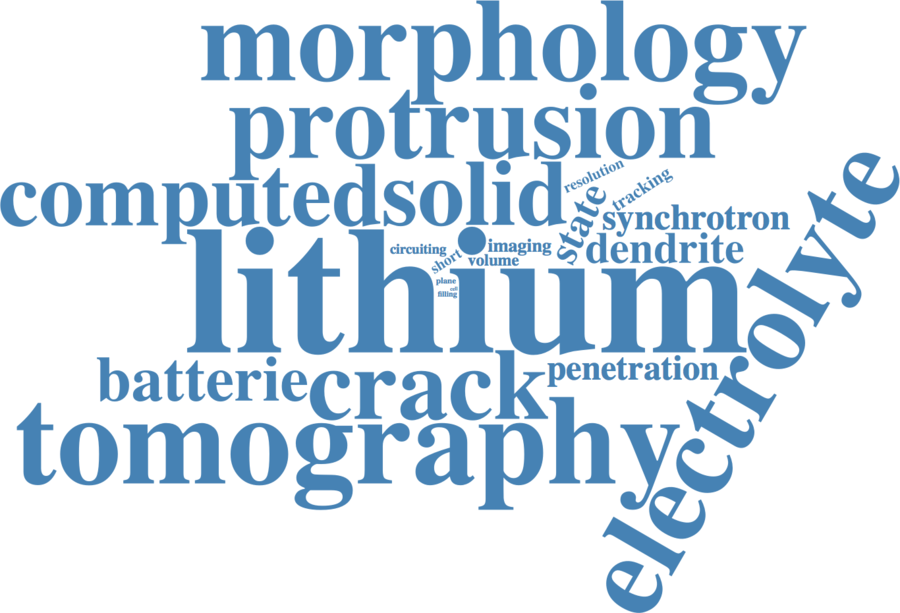 morphology
protrusion
computed
solid
resolution
tracking
state
synchrotron
circuiting
imaging
dendrite
short
volume
plane
cell
filling
lithium
electrolyte
batterie
crack
penetration
tomography